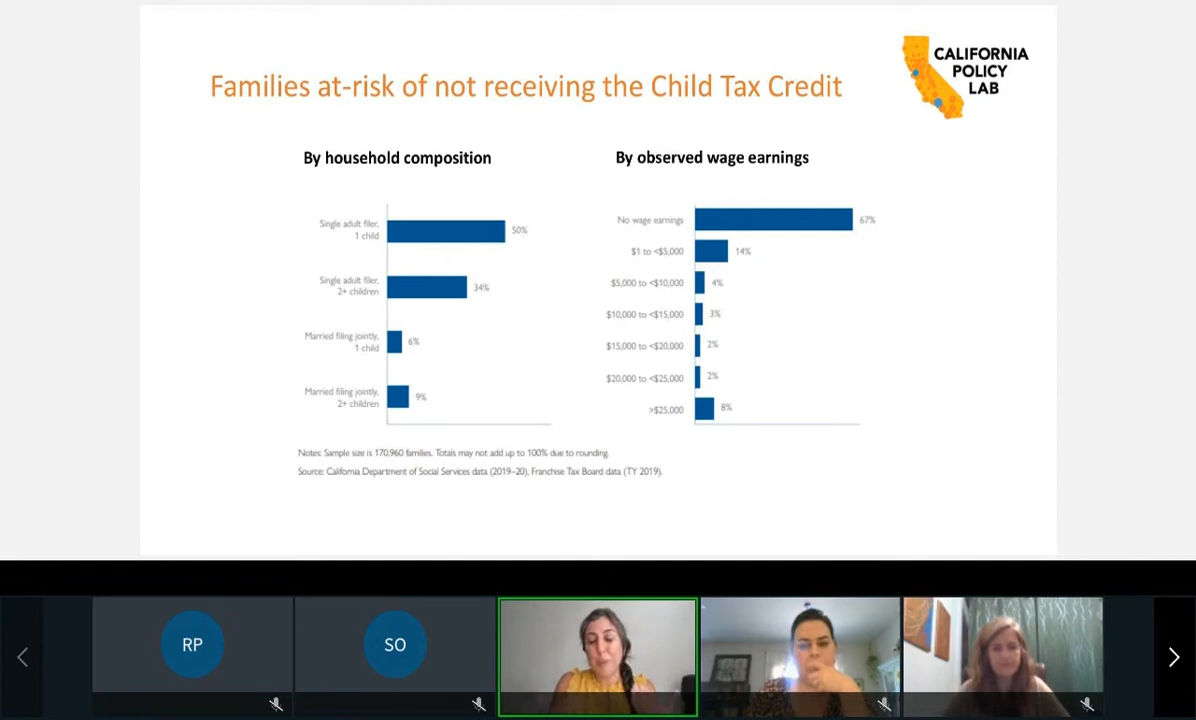 CALIFORNIA
POLICY
LAB
Families at-risk of not receiving the Child Tax Credit
By household composition
Single adult filer,
1 child
50%
Single adult filer,
2+ children
34%
Married filing jointly,
1 child
6%
Married filing jointly,
2+ children
9%
By observed wage earnings
No wage earnings
67%
$1 to <$5,000
14%
$5,000 to <$10,000
4%
$10,000 to <$15,000
3%
$15,000 to <$20,000
2%
$20,000 to <$25,000
2%
>$25,000
8%
Notes: Sample size is 170,960 families. Totals may not add up to 100% due to rounding.
Source: California Department of Social Services data (2019–20), Franchise Tax Board data (TY 2019).
RP
SO